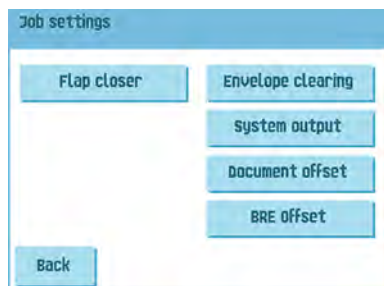 Job settings
Flap closer
Envelope clearing
System output
Document offset
BRE offset
Back